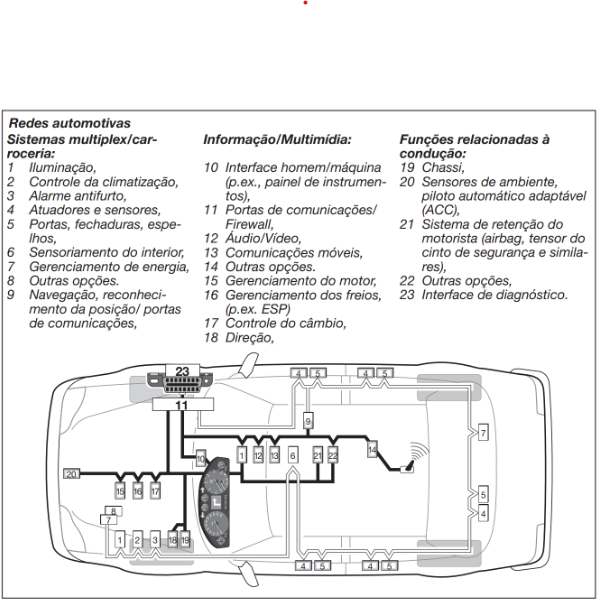 Redes automotivas
Sistemas multiplex/car-
roceria:
1 Iluminação,
2 Controle da climatização,
3 Alarme antifurto,
4 Atuadores e sensores,
5 Portas, fechaduras, espe-
lhos,
6 Sensoriamento do interior,
7 Gerenciamento de energia,
8 Outras opções.
9 Navegação, reconheci-
mento da posição/ portas
de comunicações,
Informação/Multimídia:
10 Interface homem/máquina
(p.ex., painel de instrumen-
tos),
11 Portas de comunicações/
Firewall,
12 Áudio/Vídeo,
13 Comunicações móveis,
14 Outras opções.
15 Gerenciamento do motor,
16 Gerenciamento dos freios,
(p.ex. ESP)
17 Controle do câmbio,
18 Direção,
Funções relacionadas à
condução:
19 Chassi,
20 Sensores de ambiente,
piloto automático adaptável
(ACC),
21 Sistema de retenção do
motorista (airbag, tensor do
cinto de segurança e simila-
res),
22 Outras opções,
23 Interface de diagnóstico.
23
4 5 4 5
11
9
7
10 1 12 13 6 21 22 14
20
15 16 17
5
4
8
7
1 2 3 18 19
4 5 4 5